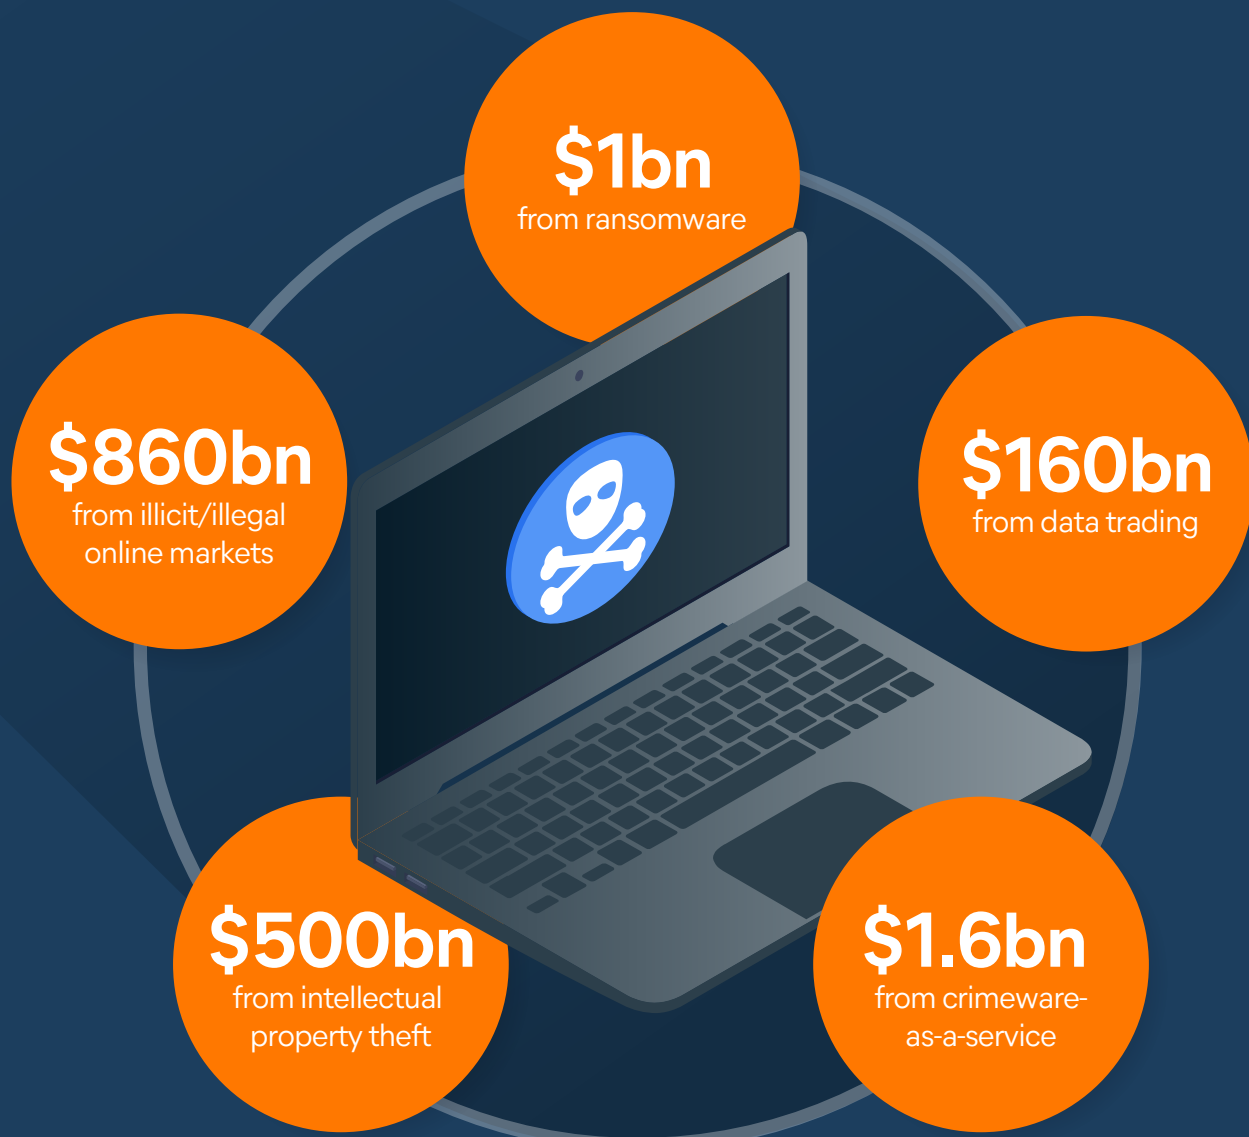 $1bn
from ransomware
$860bn
from illicit/illegal
online markets
$160bn
from data trading
$500bn
from intellectual
property theft
$1.6bn
from crimeware-
as-a-service